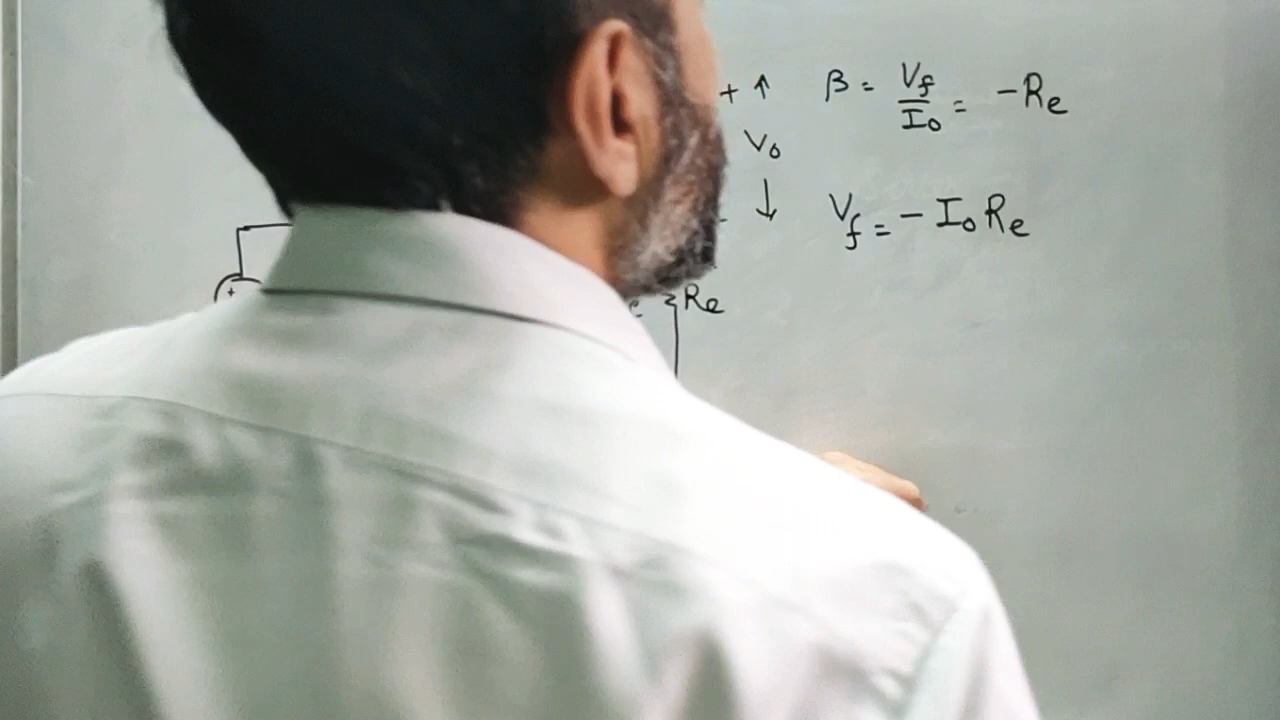 β = Vf/Io = -Re
+ ↑
Vo
- ↓
Vf = - Io Re
+
Re